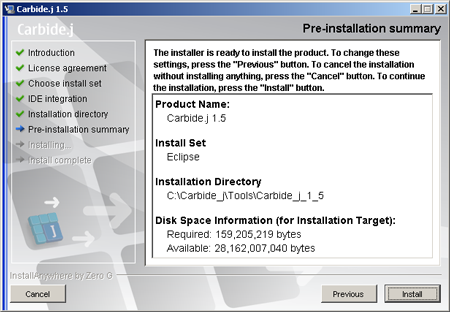 Carbide.j 1.5
Carbide.j
Pre-installation summary
Introduction
License agreement
Choose install set
IDE integration
Installation directory
Pre-installation summary
Installing...
Install complete
The installer is ready to install the product. To change these
settings, press the "Previous" button. To cancel the installation
without installing anything, press the "Cancel" button. To continue
the installation, press the "Install" button.
Product Name:
Carbide.j 1.5
Install Set
Eclipse
Installation Directory
C:\Carbide_j\Tools\Carbide_j_1_5
Disk Space Information (for Installation Target):
Required: 159,205,219 bytes
Available: 28,162,007,040 bytes
j
InstallAnywhere by Zero G
Cancel
Previous
Install